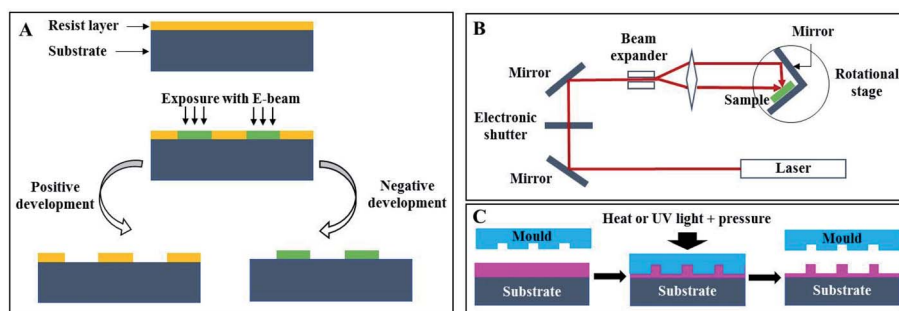 A
Resist layer
Substrate
Exposure with E-beam
Positive
development
Negative
development
B
Beam
expander
Mirror
Mirror
Rotational
stage
Sample
Electronic
shutter
Mirror
Laser
C
Heat or UV light + pressure
Mould
Mould
Substrate
Substrate
Substrate